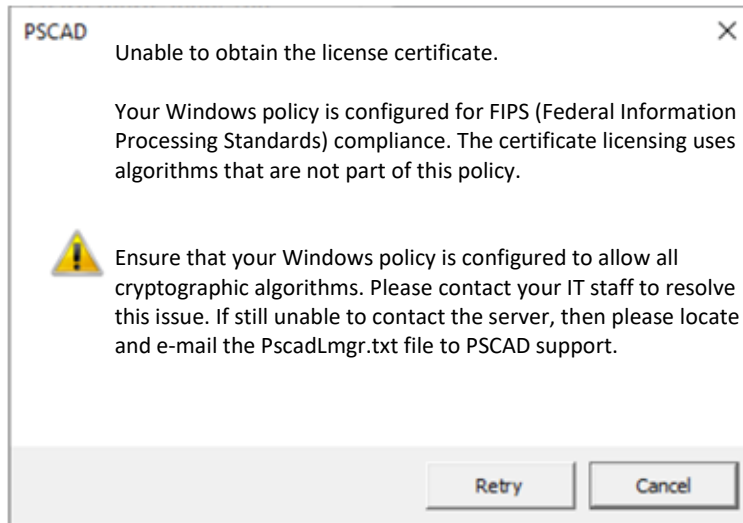 PSCAD
Unable to obtain the license certificate.
Your Windows policy is configured for FIPS (Federal Information
Processing Standards) compliance. The certificate licensing uses
algorithms that are not part of this policy.
Ensure that your Windows policy is configured to allow all
cryptographic algorithms. Please contact your IT staff to resolve
this issue. If still unable to contact the server, then please locate
and e-mail the PscadLmgr.txt file to PSCAD support.
Retry
Cancel